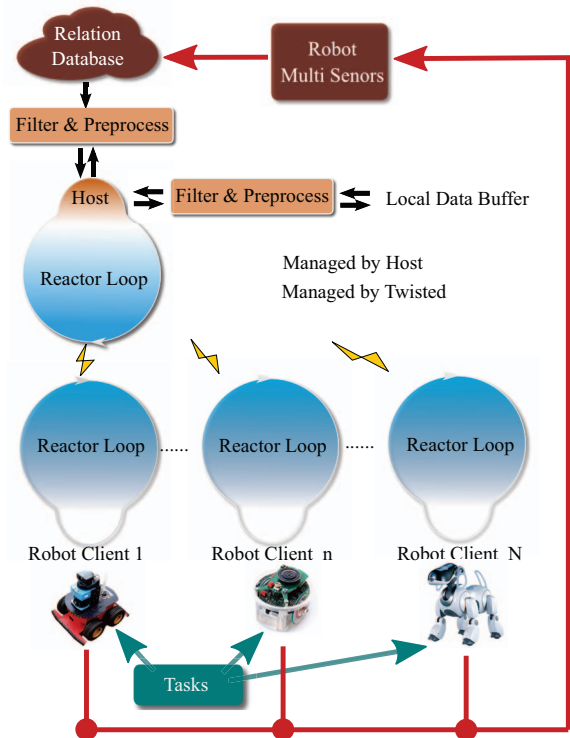 Relation
Database
Robot
Multi Senors
Filter & Preprocess
Host
Filter & Preprocess
Local Data Buffer
Reactor Loop
Managed by Host
Managed by Twisted
Reactor Loop
......
Reactor Loop
......
Reactor Loop
Robot Client 1
Robot Client n
Robot Client N
Tasks